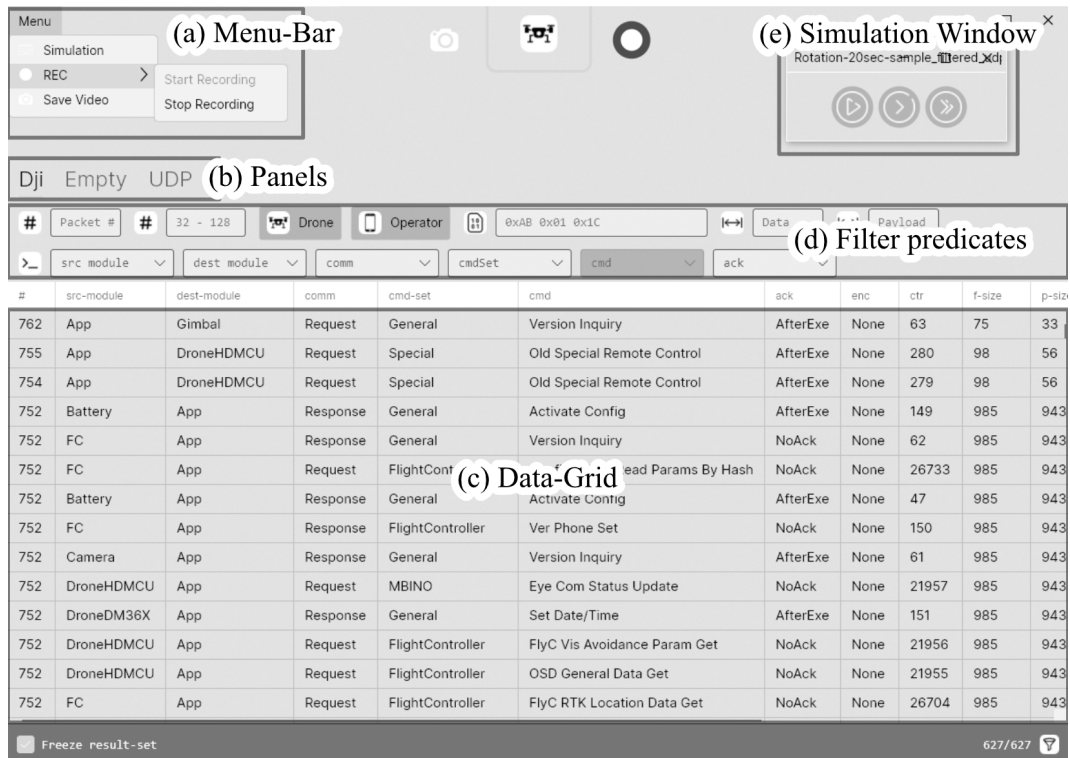 Menu
(a) Menu-Bar
Simulation
REC
Save Video
Start Recording
Stop Recording
(e) Simulation Window
Rotation-20sec-sample_filtered
Dji Empty UDP (b) Panels
# Packet # # 32 - 128 Drone Operator 0xAB 0x01 0x1C Data Payload
(d) Filter predicates
>_ src module dest module comm cmdSet cmd ack
# src-module dest-module comm cmd-set cmd ack enc ctr f-size p-size
762 App Gimbal Request General Version Inquiry AfterExe None 63 75 33
755 App DroneHDMCU Request Special Old Special Remote Control AfterExe None 280 98 56
754 App DroneHDMCU Request Special Old Special Remote Control AfterExe None 279 98 56
752 Battery App Response General Activate Config AfterExe None 149 985 943
752 FC App Response General Version Inquiry NoAck None 62 985 943
752 FC App Request FlightCont ead Params By Hash NoAck None 26733 985 943
(c) Data-Grid
752 Battery App Response General Activate Config AfterExe None 47 985 943
752 FC App Response FlightController Ver Phone Set NoAck None 150 985 943
752 Camera App Response General Version Inquiry AfterExe None 61 985 943
752 DroneHDMCU App Request MBINO Eye Com Status Update NoAck None 21957 985 943
752 DroneDM36X App Response General Set Date/Time AfterExe None 151 985 943
752 DroneHDMCU App Request FlightController FlyC Vis Avoidance Param Get NoAck None 21956 985 943
752 DroneHDMCU App Request FlightController OSD General Data Get NoAck None 21955 985 943
752 FC App Request FlightController FlyC RTK Location Data Get NoAck None 26704 985 943
Freeze result-set 627/627